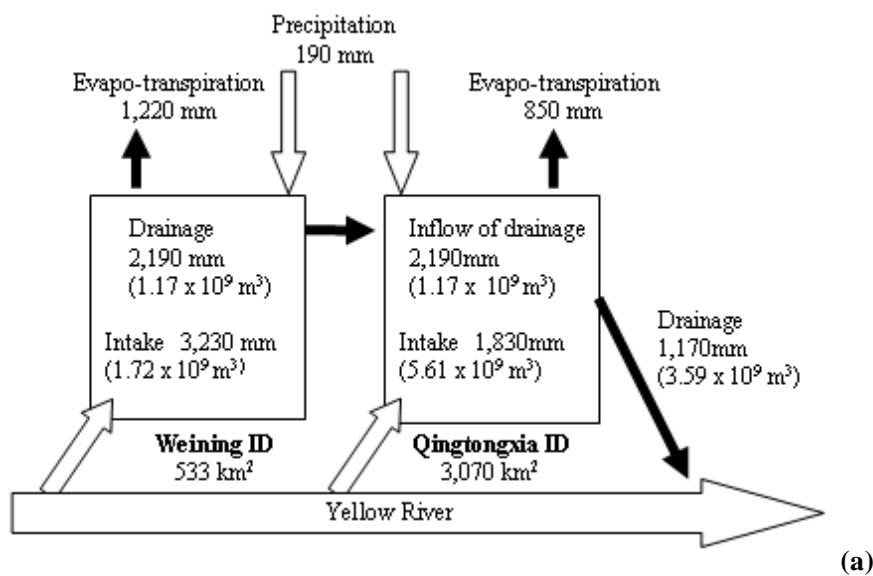 Precipitation
190 mm
Evapo-transpiration
1,220 mm
Evapo-transpiration
850 mm
Drainage
2,190 mm
(1.17 x 10⁹ m³)
Intake 3,230 mm
(1.72 x 10⁹ m³⁾
Inflow of drainage
2,190mm
(1.17 x 10⁹ m³)
Intake 1,830mm
(5.61 x 10⁹ m³)
Drainage
1,170mm
(3.59 x 10⁹ m³)
Weining ID
533 km²
Qingtongxia ID
3,070 km²
Yellow River
(a)